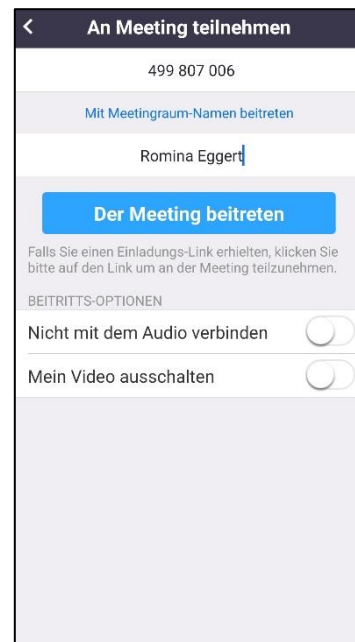 An Meeting teilnehmen
499 807 006
Mit Meetingraum-Namen beitreten
Romina Eggert
Der Meeting beitreten
Falls Sie einen Einladungs-Link erhielten, klicken Sie
bitte auf den Link um an der Meeting teilzunehmen.
BEITRITTS-OPTIONEN
Nicht mit dem Audio verbinden
Mein Video ausschalten